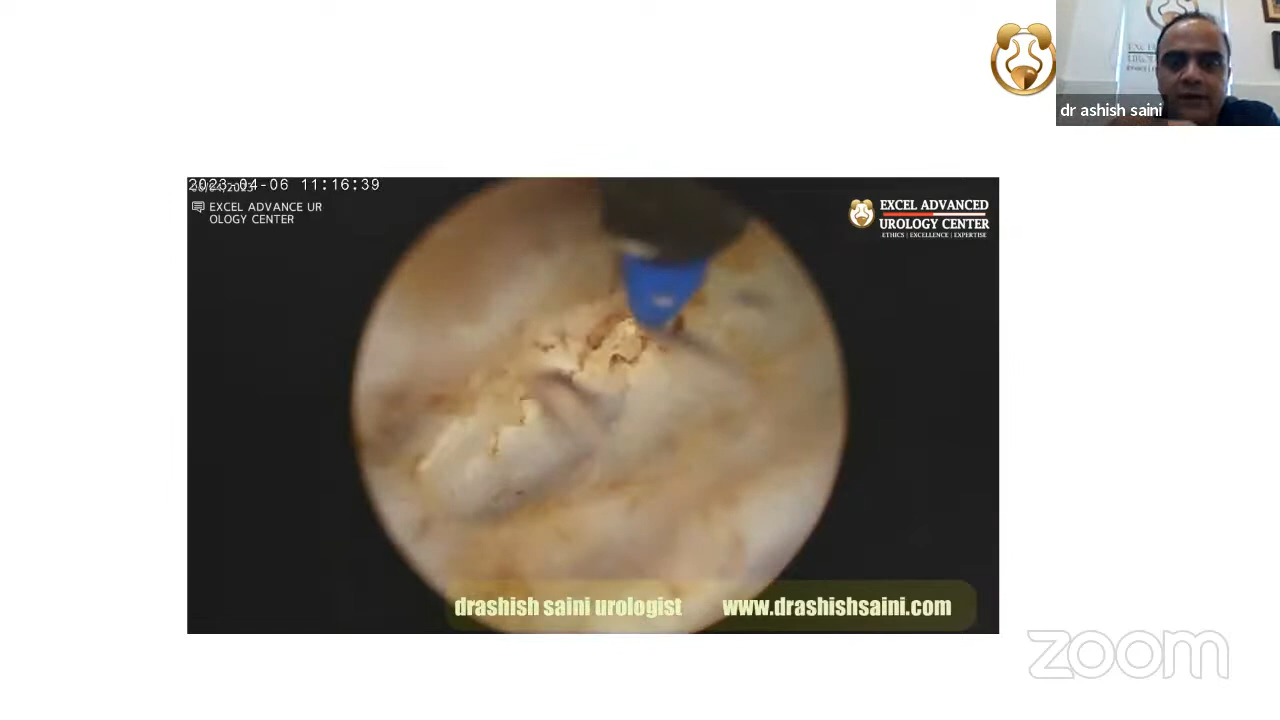 dr ashish saini
2023-04-06 11:16:39
EXCEL ADVANCE UR
OLOGY CENTER
EXCEL ADVANCED
UROLOGY CENTER
ETHICS | EXCELLENCE | EXPERTISE
drashish saini urologist www.drashishsaini.com
zoom